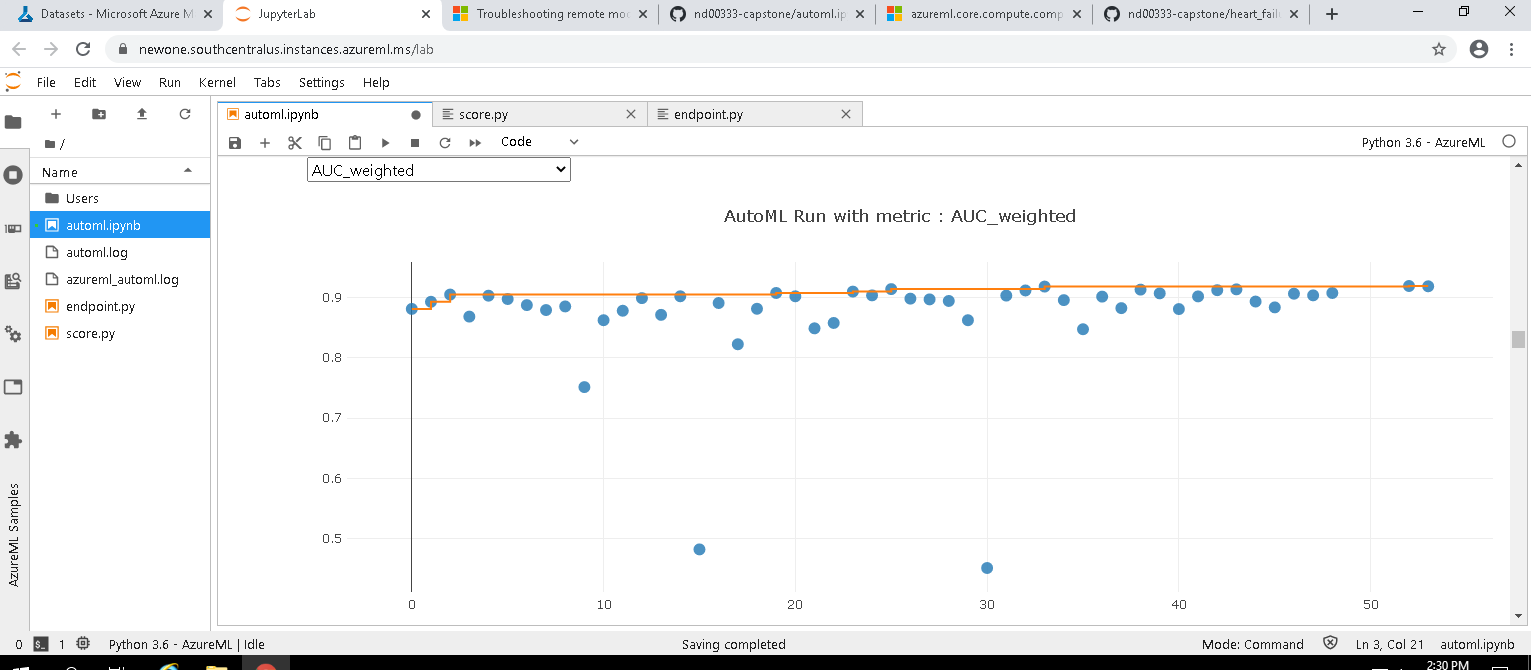 Datasets - Microsoft Azure M
JupyterLab
Troubleshooting remote mod
nd00333-capstone/automl.ip
azureml.core.compute.comp
nd00333-capstone/heart_failu
newone.southcentralus.instances.azureml.ms/lab
File Edit View Run Kernel Tabs Settings Help
automl.ipynb
score.py
endpoint.py
/
Code
Python 3.6 - AzureML
Name
Users
automl.ipynb
automl.log
azureml_automl.log
endpoint.py
score.py
AzureML Samples
AUC_weighted
AutoML Run with metric : AUC_weighted
0.9
0.8
0.7
0.6
0.5
0 10 20 30 40 50
0 1 Python 3.6 - AzureML | Idle
Saving completed
Mode: Command
Ln 3, Col 21
automl.ipynb
2:30 PM